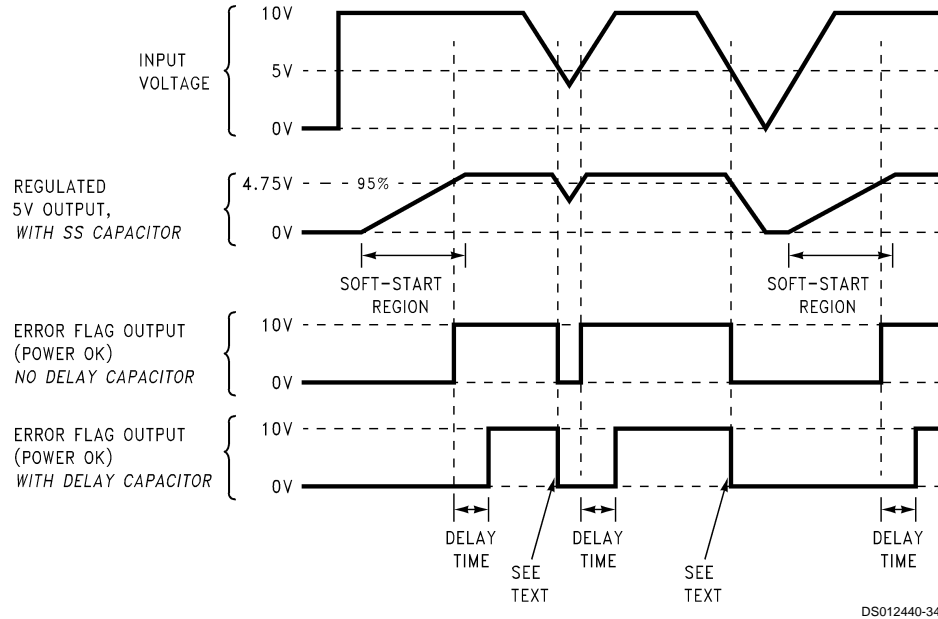 10V
INPUT
VOLTAGE
5V
0V
REGULATED
5V OUTPUT,
WITH SS CAPACITOR
4.75V
95%
0V
SOFT-START
REGION
SOFT-START
REGION
ERROR FLAG OUTPUT
(POWER OK)
NO DELAY CAPACITOR
10V
0V
ERROR FLAG OUTPUT
(POWER OK)
WITH DELAY CAPACITOR
10V
0V
DELAY
TIME
SEE
TEXT
DELAY
TIME
SEE
TEXT
DELAY
TIME
DS012440-34